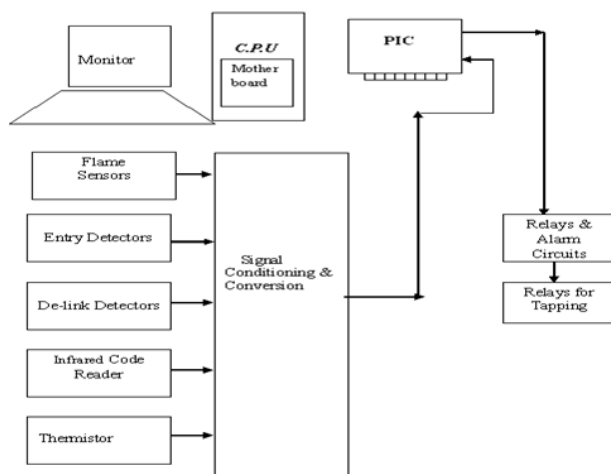 Monitor
C.P.U
Mother
board
PIC
Flame
Sensors
Entry Detectors
De-link Detectors
Infrared Code
Reader
Thermistor
Signal
Conditioning &
Conversion
Relays &
Alarm
Circuits
Relays for
Tapping